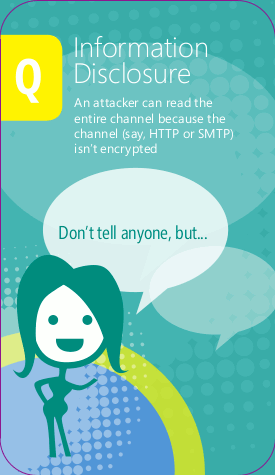 Q
Information
Disclosure
An attacker can read the
entire channel because the
channel (say, HTTP or SMTP)
isn't encrypted
Don't tell anyone, but...